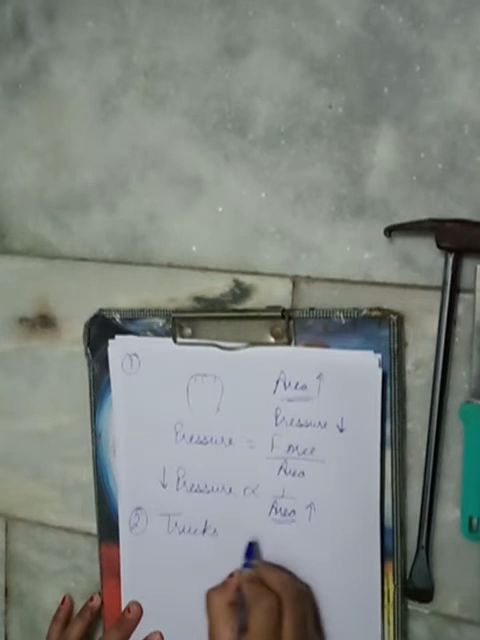 ①
Area ↑
Pressure ↓
Pressure = Force
Area
↓ Pressure ∝ 1
Area ↑
② Trucks